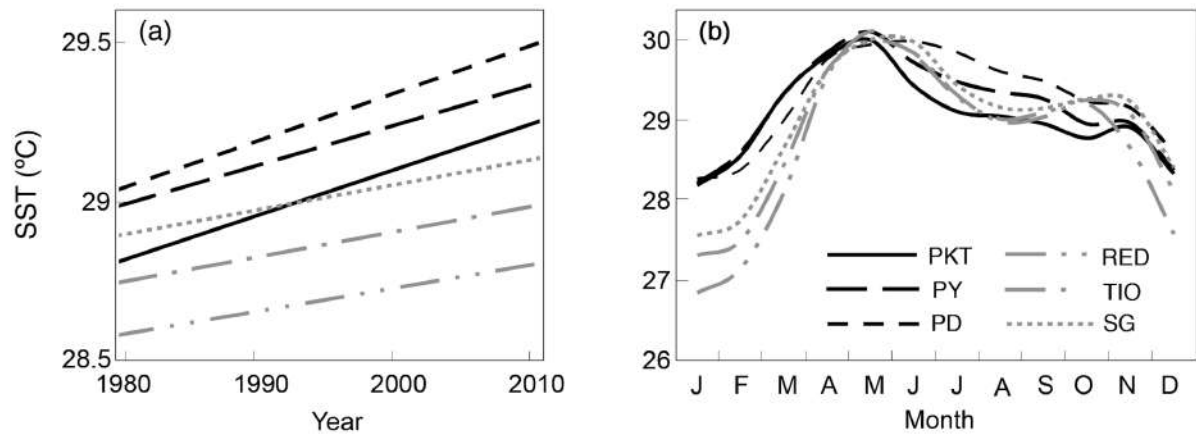 (a)
29.5
29
28.5
SST (ºC)
1980
1990
2000
2010
Year
(b)
30
29
28
27
26
PKT
RED
PY
TIO
PD
SG
J F M A M J J A S O N D
Month